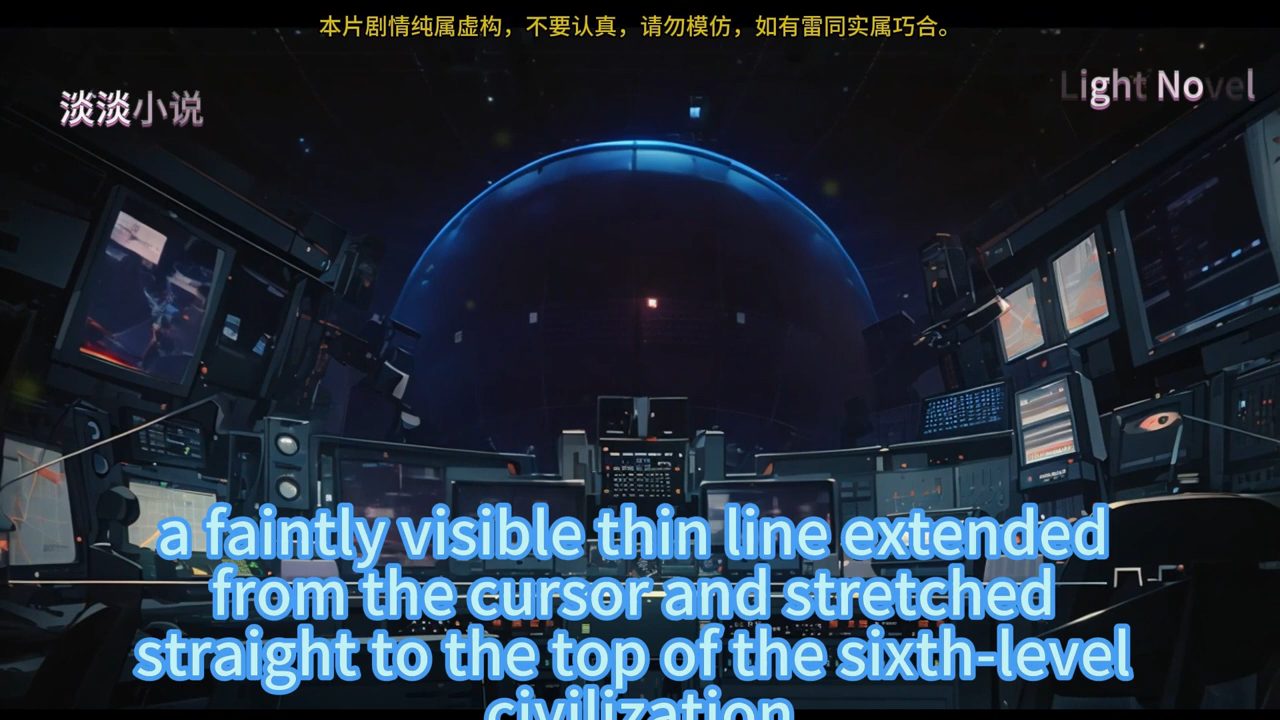 本片剧情纯属虚构，不要认真，请勿模仿，如有雷同实属巧合。
淡淡小说
Light Novel
a faintly visible thin line extended
from the cursor and stretched
straight to the top of the sixth-level
civilization